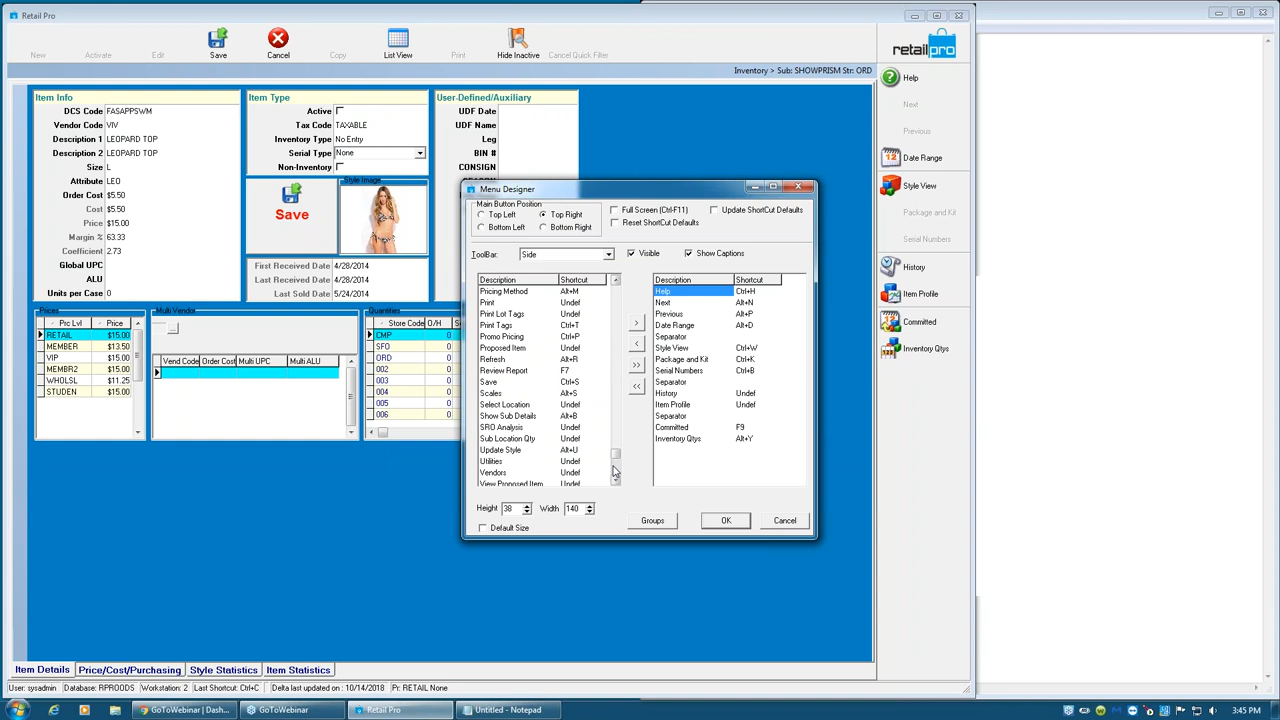 Retail Pro
New Activate Edit Save Cancel Copy List View Print Hide Inactive Cancel Quick Filter
retailpro
Inventory > Sub: SHOWPRISM Str: ORD
Item Info
DCS Code FASAPPSWM
Vendor Code VIV
Description 1 LEOPARD TOP
Description 2 LEOPARD TOP
Size L
Attribute LEO
Order Cost $5.50
Cost $5.50
Price $15.00
Margin % 63.33
Coefficient 2.73
Global UPC
ALU
Units per Case 0
Item Type
Active
Tax Code TAXABLE
Inventory Type No Entry
Serial Type None
Non-Inventory
Save
Style Image
First Received Date 4/28/2014
Last Received Date 4/28/2014
Last Sold Date 5/24/2014
User-Defined/Auxiliary
UDF Date
UDF Name
Leg
BIN #
CONSIGN
Prices
Prc Lvl Price
RETAIL $15.00
MEMBER $13.50
VIP $15.00
MEMBR2 $15.00
WHOLSL $11.25
STUDEN $15.00
Multi Vendor
...
Vend Code Order Cost Multi UPC Multi ALU
Quantities
Store Code O/H
CMP 0
SFO 0
ORD 0
002 0
003 0
004 0
005 0
006 0
Menu Designer
Main Button Position
Top Left Top Right
Bottom Left Bottom Right
Full Screen (Ctrl-F11) Update ShortCut Defaults
Reset ShortCut Defaults
ToolBar: Side Visible Show Captions
Description Shortcut
Pricing Method Alt+M
Print Undef
Print Lot Tags Undef
Print Tags Ctrl+T
Promo Pricing Ctrl+P
Proposed Item Undef
Refresh Alt+R
Review Report F7
Save Ctrl+S
Scales Alt+S
Select Location Undef
Show Sub Details Alt+B
SRO Analysis Undef
Sub Location Qty Undef
Update Style Alt+U
Utilities Undef
Vendors Undef
View Proposed Item Undef
>
<
>>
<<
Description Shortcut
Help Ctrl+H
Next Alt+N
Previous Alt+P
Date Range Alt+D
Separator
Style View Ctrl+W
Package and Kit Ctrl+K
Serial Numbers Ctrl+B
Separator
History Undef
Item Profile Undef
Separator
Committed F9
Inventory Qtys Alt+Y
Height 38 Width 140
Default Size
Groups OK Cancel
Help
Next
Previous
Date Range
Style View
Package and Kit
Serial Numbers
History
Item Profile
Committed
Inventory Qtys
Item Details Price/Cost/Purchasing Style Statistics Item Statistics
User: sysadmin Database: RPROODS Workstation: 2 Last Shortcut: Ctrl+C Delta last updated on : 10/14/2018 Pr: RETAIL None
GoToWebinar | Dash... GoToWebinar Retail Pro Untitled - Notepad 3:45 PM